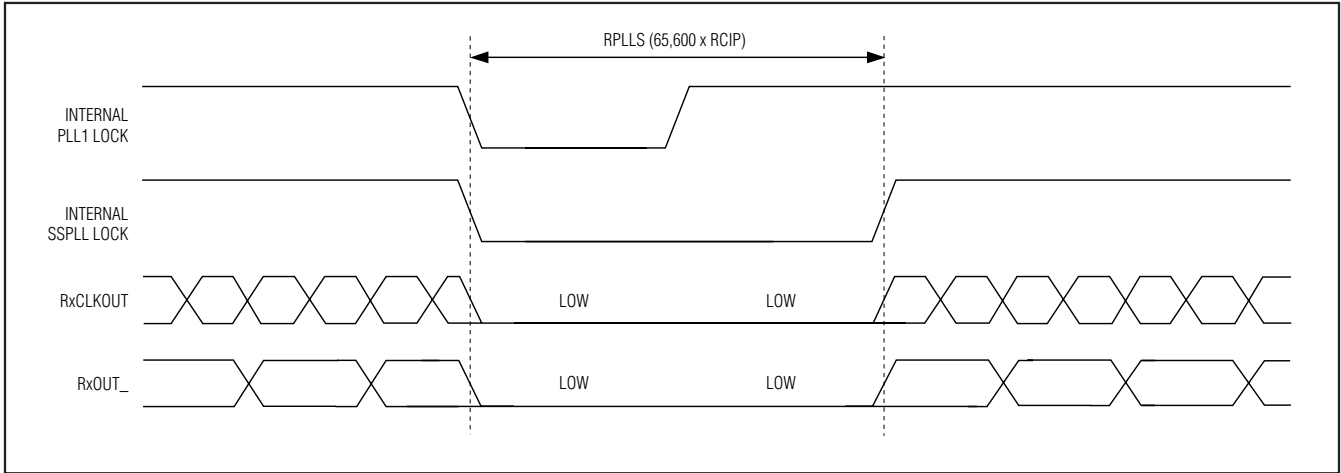 RPLLS (65,600 x RCIP)
INTERNAL
PLL1 LOCK
INTERNAL
SSPLL LOCK
RxCLKOUT
LOW
LOW
RxOUT_
LOW
LOW